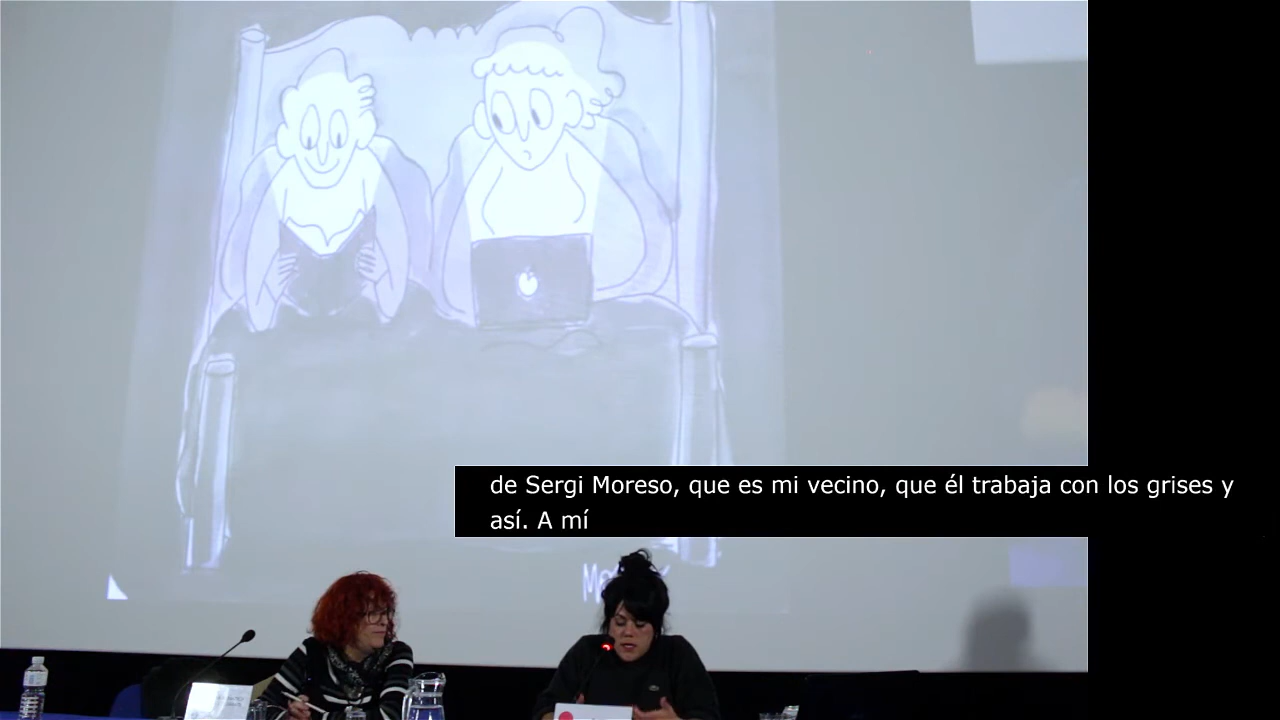 de Sergi Moreso, que es mi vecino, que él trabaja con los grises y
así. A mí